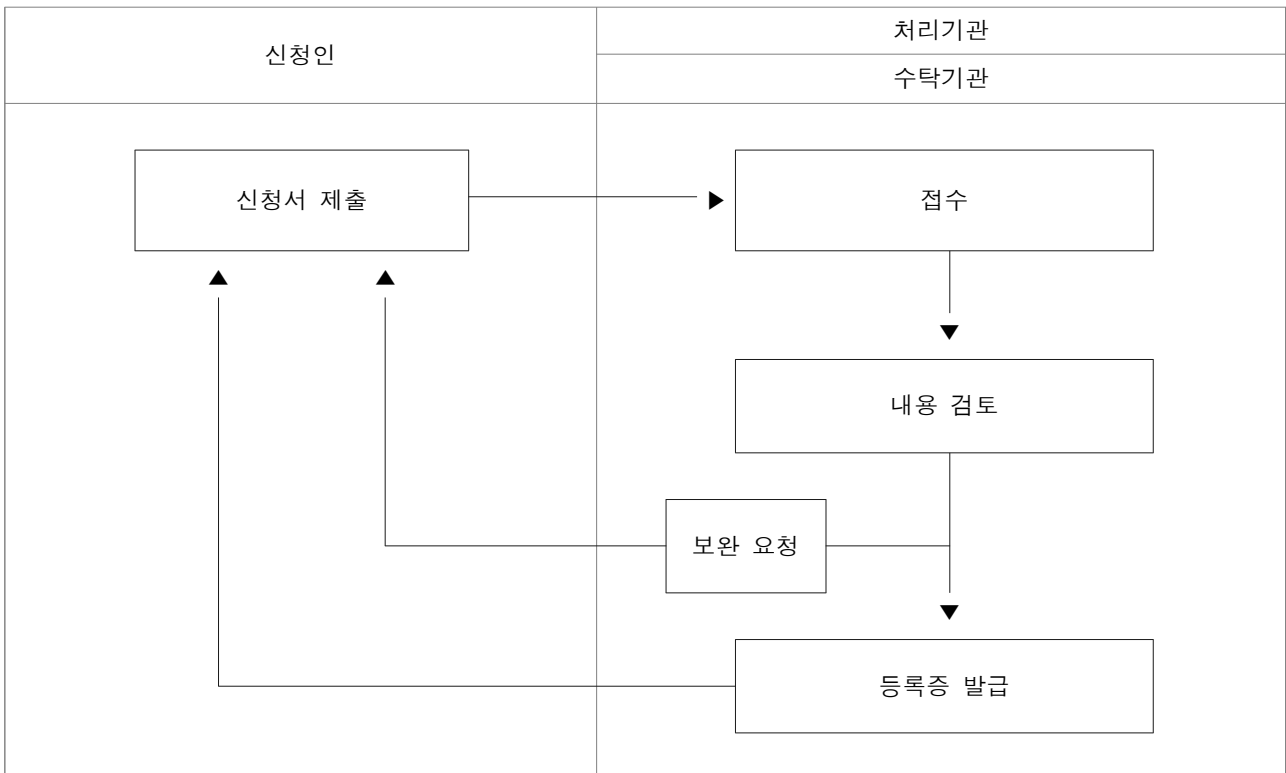 신청인
처리기관
수탁기관
신청서 제출
접수
내용 검토
보완 요청
등록증 발급